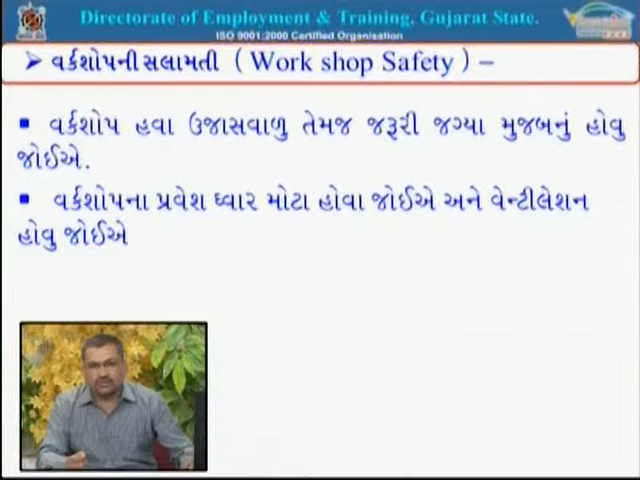 Directorate of Employment & Training, Gujarat State.
ISO 9001:2000 Certified Organisation
➤ વર્કશોપની સલામતી ( Work shop Safety ) –
▪ વર્કશોપ હવા ઉજાસવાળુ તેમજ જરૂરી જગ્યા મુજબનું હોવુ
જોઈએ.
▪ વર્કશોપના પ્રવેશ ધ્વાર મોટા હોવા જોઈએ અને વેન્ટીલેશન
હોવુ જોઈએ